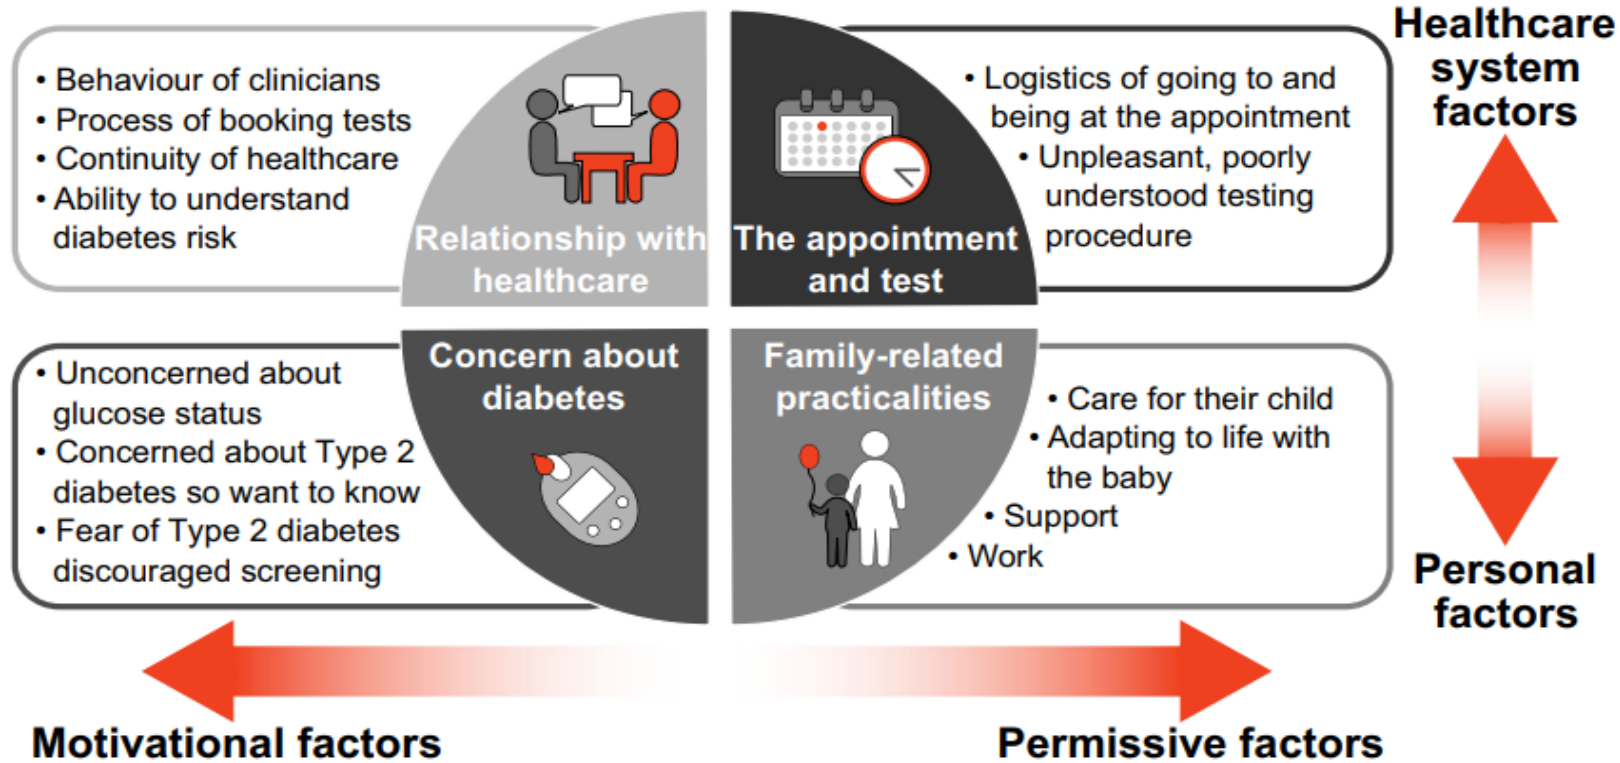 • Behaviour of clinicians
• Process of booking tests
• Continuity of healthcare
• Ability to understand
diabetes risk
Relationship with
healthcare
The appointment
and test
• Logistics of going to and
being at the appointment
• Unpleasant, poorly
understood testing
procedure
Healthcare
system
factors
• Unconcerned about
glucose status
• Concerned about Type 2
diabetes so want to know
• Fear of Type 2 diabetes
discouraged screening
Concern about
diabetes
Family-related
practicalities
• Care for their child
• Adapting to life with
the baby
• Support
• Work
Personal
factors
Motivational factors
Permissive factors